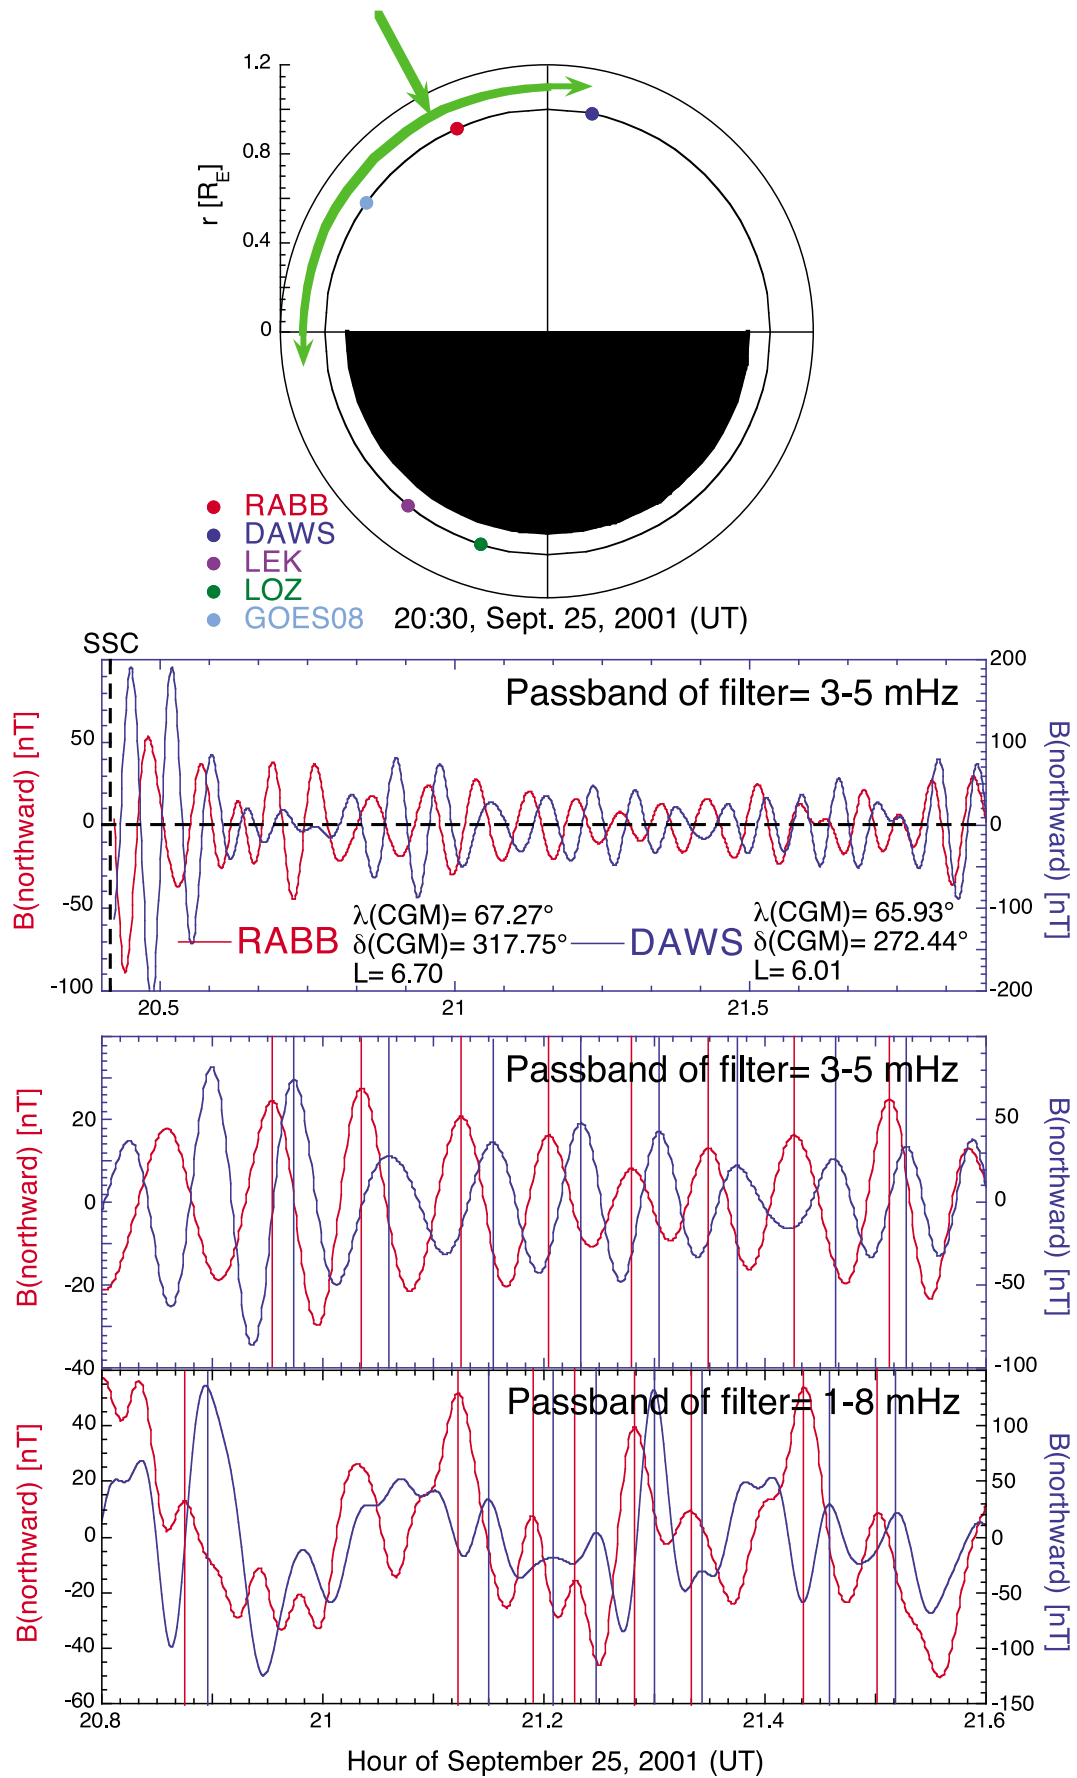 1.2
0.8
0.4
0
r [R_E]
RABB
DAWS
LEK
LOZ
GOES08
20:30, Sept. 25, 2001 (UT)
SSC
Passband of filter= 3-5 mHz
B(northward) [nT]
50
0
-50
-100
200
100
0
-100
-200
B(northward) [nT]
RABB
λ(CGM)= 67.27°
δ(CGM)= 317.75°
L= 6.70
DAWS
λ(CGM)= 65.93°
δ(CGM)= 272.44°
L= 6.01
20.5
21
21.5
Passband of filter= 3-5 mHz
B(northward) [nT]
20
0
-20
-40
50
0
-50
-100
B(northward) [nT]
Passband of filter= 1-8 mHz
B(northward) [nT]
40
20
0
-20
-40
-60
100
50
0
-50
-100
-150
B(northward) [nT]
20.8
21
21.2
21.4
21.6
Hour of September 25, 2001 (UT)